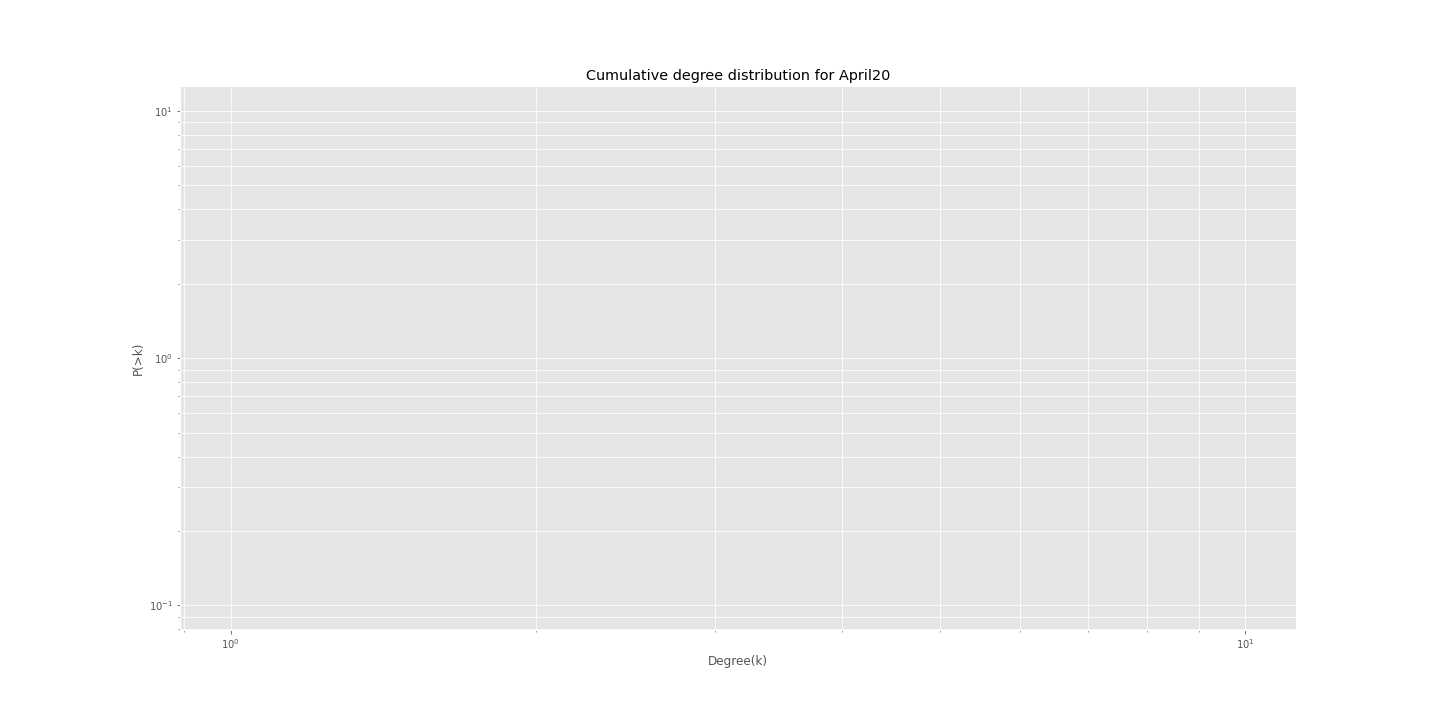 Cumulative degree distribution for April20
10¹
10⁰
10⁻¹
P(>k)
10⁰ 10¹
Degree(k)